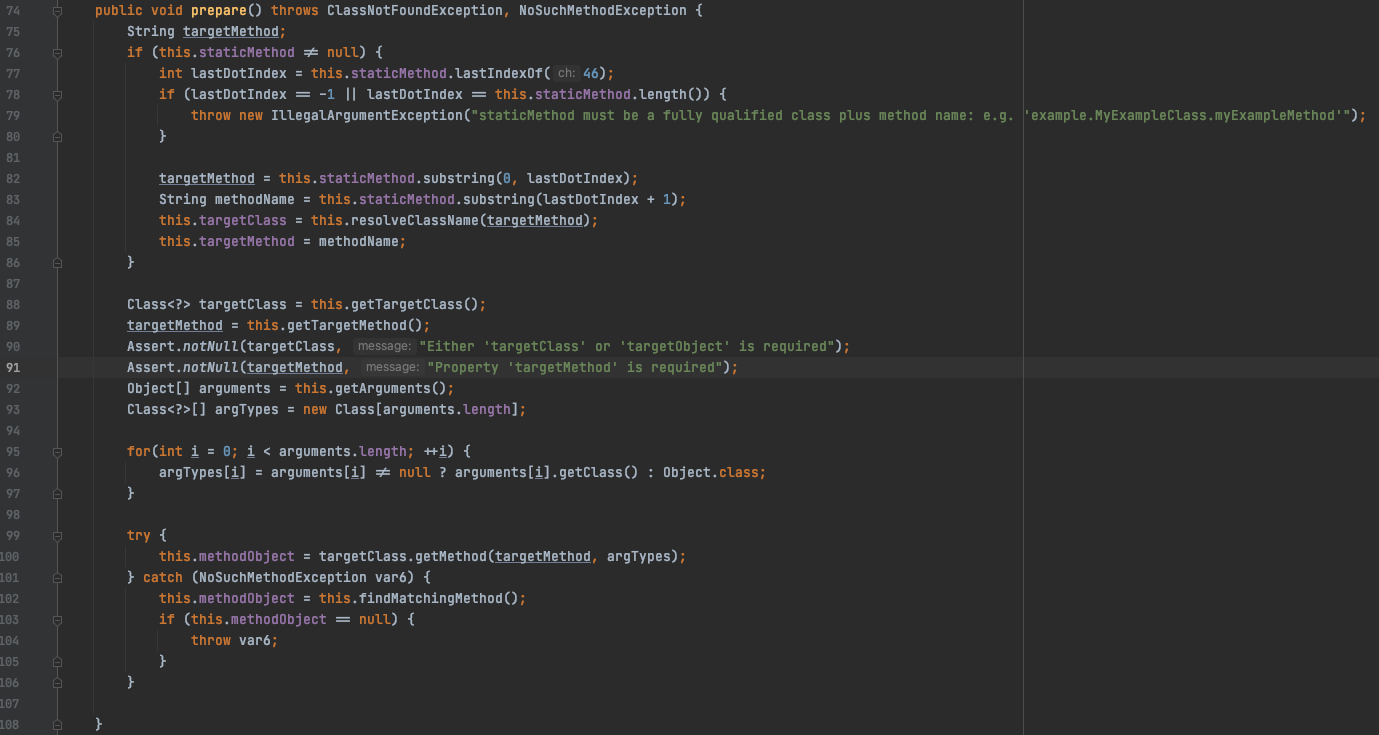 74 public void prepare() throws ClassNotFoundException, NoSuchMethodException {
75 String targetMethod;
76 if (this.staticMethod != null) {
77 int lastDotIndex = this.staticMethod.lastIndexOf( ch: 46);
78 if (lastDotIndex == -1 || lastDotIndex == this.staticMethod.length()) {
79 throw new IllegalArgumentException("staticMethod must be a fully qualified class plus method name: e.g. 'example.MyExampleClass.myExampleMethod'");
80 }
81
82 targetMethod = this.staticMethod.substring(0, lastDotIndex);
83 String methodName = this.staticMethod.substring(lastDotIndex + 1);
84 this.targetClass = this.resolveClassName(targetMethod);
85 this.targetMethod = methodName;
86 }
87
88 Class<?> targetClass = this.getTargetClass();
89 targetMethod = this.getTargetMethod();
90 Assert.notNull(targetClass, message: "Either 'targetClass' or 'targetObject' is required");
91 Assert.notNull(targetMethod, message: "Property 'targetMethod' is required");
92 Object[] arguments = this.getArguments();
93 Class<?>[] argTypes = new Class[arguments.length];
94
95 for(int i = 0; i < arguments.length; ++i) {
96 argTypes[i] = arguments[i] != null ? arguments[i].getClass() : Object.class;
97 }
98
99 try {
100 this.methodObject = targetClass.getMethod(targetMethod, argTypes);
101 } catch (NoSuchMethodException var6) {
102 this.methodObject = this.findMatchingMethod();
103 if (this.methodObject == null) {
104 throw var6;
105 }
106 }
107
108 }